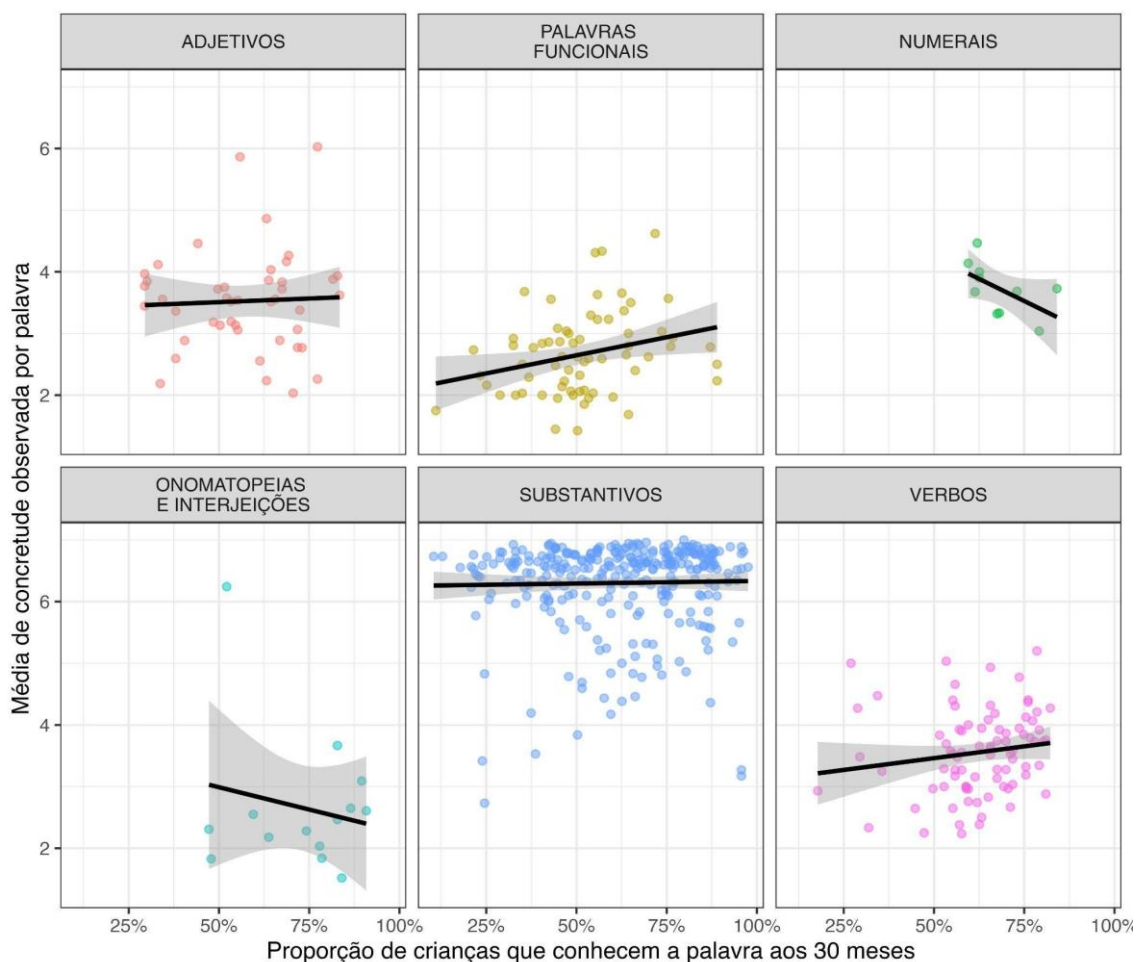 ADJETIVOS
PALAVRAS
FUNCIONAIS
NUMERAIS
6
4
2
ONOMATOPEIAS
E INTERJEIÇÕES
SUBSTANTIVOS
VERBOS
6
4
2
25% 50% 75% 100%
25% 50% 75% 100%
25% 50% 75% 100%
Média de concretude observada por palavra
Proporção de crianças que conhecem a palavra aos 30 meses